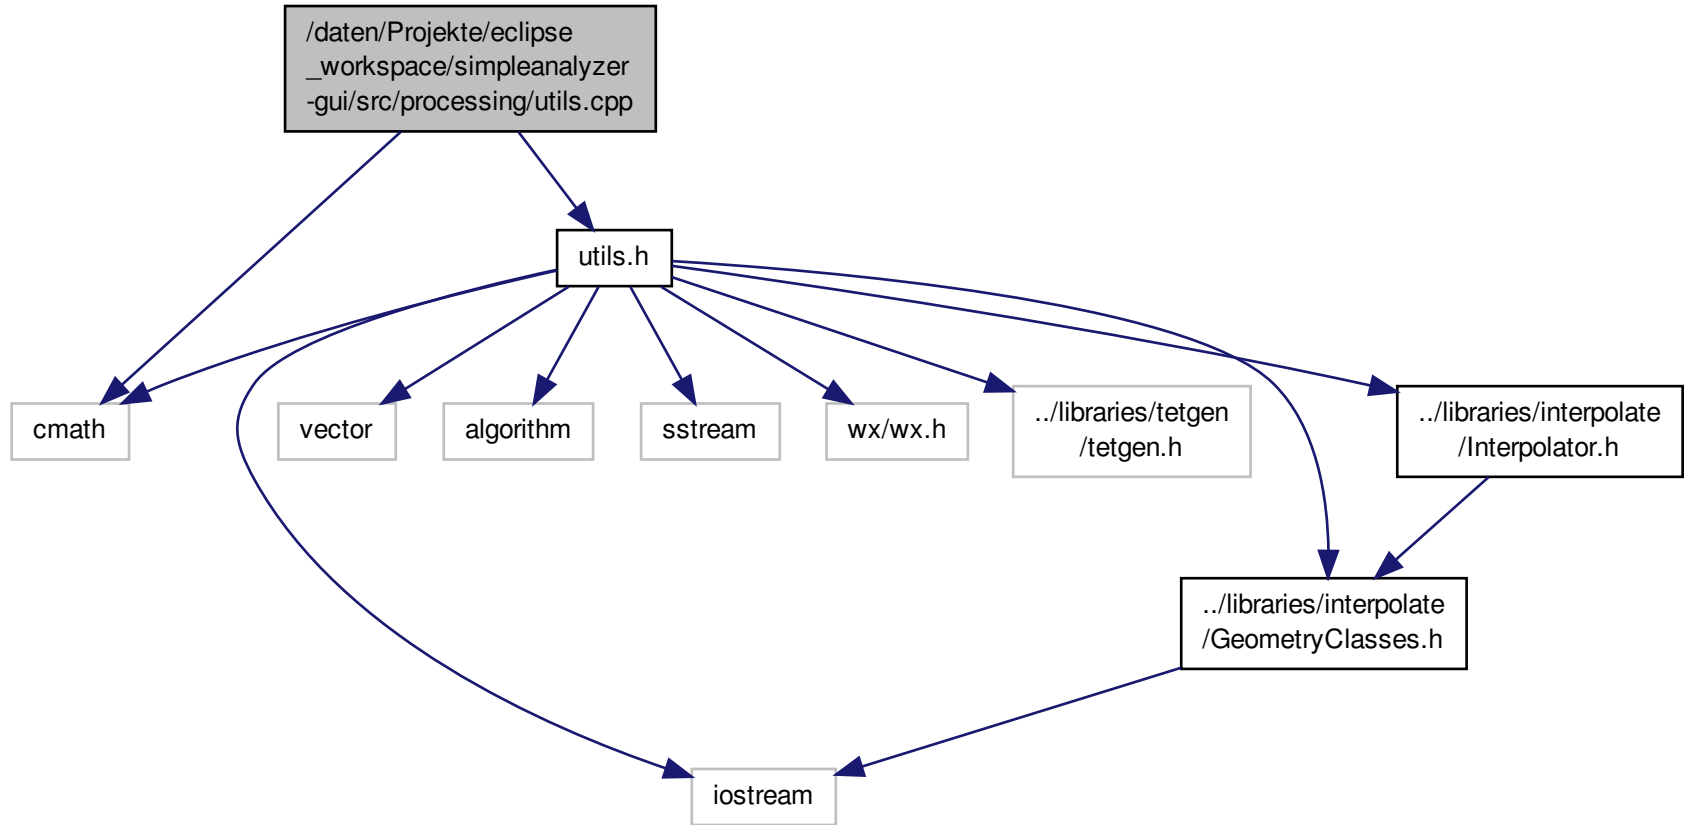 /daten/Projekte/eclipse
_workspace/simpleanalyzer
-gui/src/processing/utils.cpp
utils.h
cmath
vector
algorithm
sstream
wx/wx.h
../libraries/tetgen
/tetgen.h
../libraries/interpolate
/Interpolator.h
../libraries/interpolate
/GeometryClasses.h
iostream